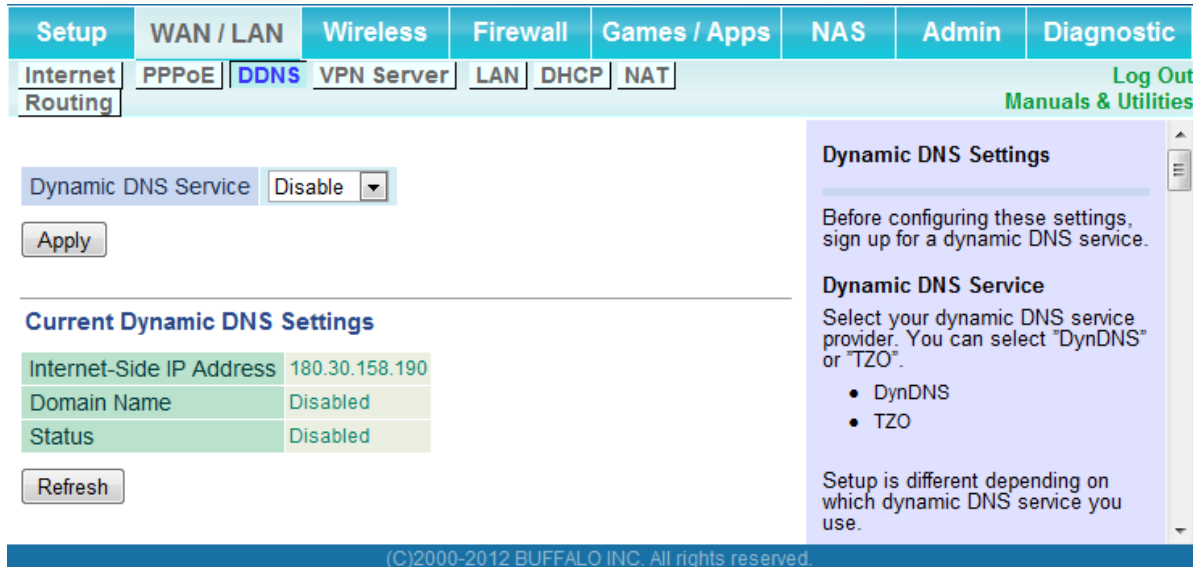 Setup WAN / LAN Wireless Firewall Games / Apps NAS Admin Diagnostic
Internet PPPoE DDNS VPN Server LAN DHCP NAT
Routing
Log Out
Manuals & Utilities
Dynamic DNS Service Disable
Apply
Current Dynamic DNS Settings
Internet-Side IP Address 180.30.158.190
Domain Name Disabled
Status Disabled
Refresh
Dynamic DNS Settings
Before configuring these settings,
sign up for a dynamic DNS service.
Dynamic DNS Service
Select your dynamic DNS service
provider. You can select "DynDNS"
or "TZO".
• DynDNS
• TZO
Setup is different depending on
which dynamic DNS service you
use.
(C)2000-2012 BUFFALO INC. All rights reserved.